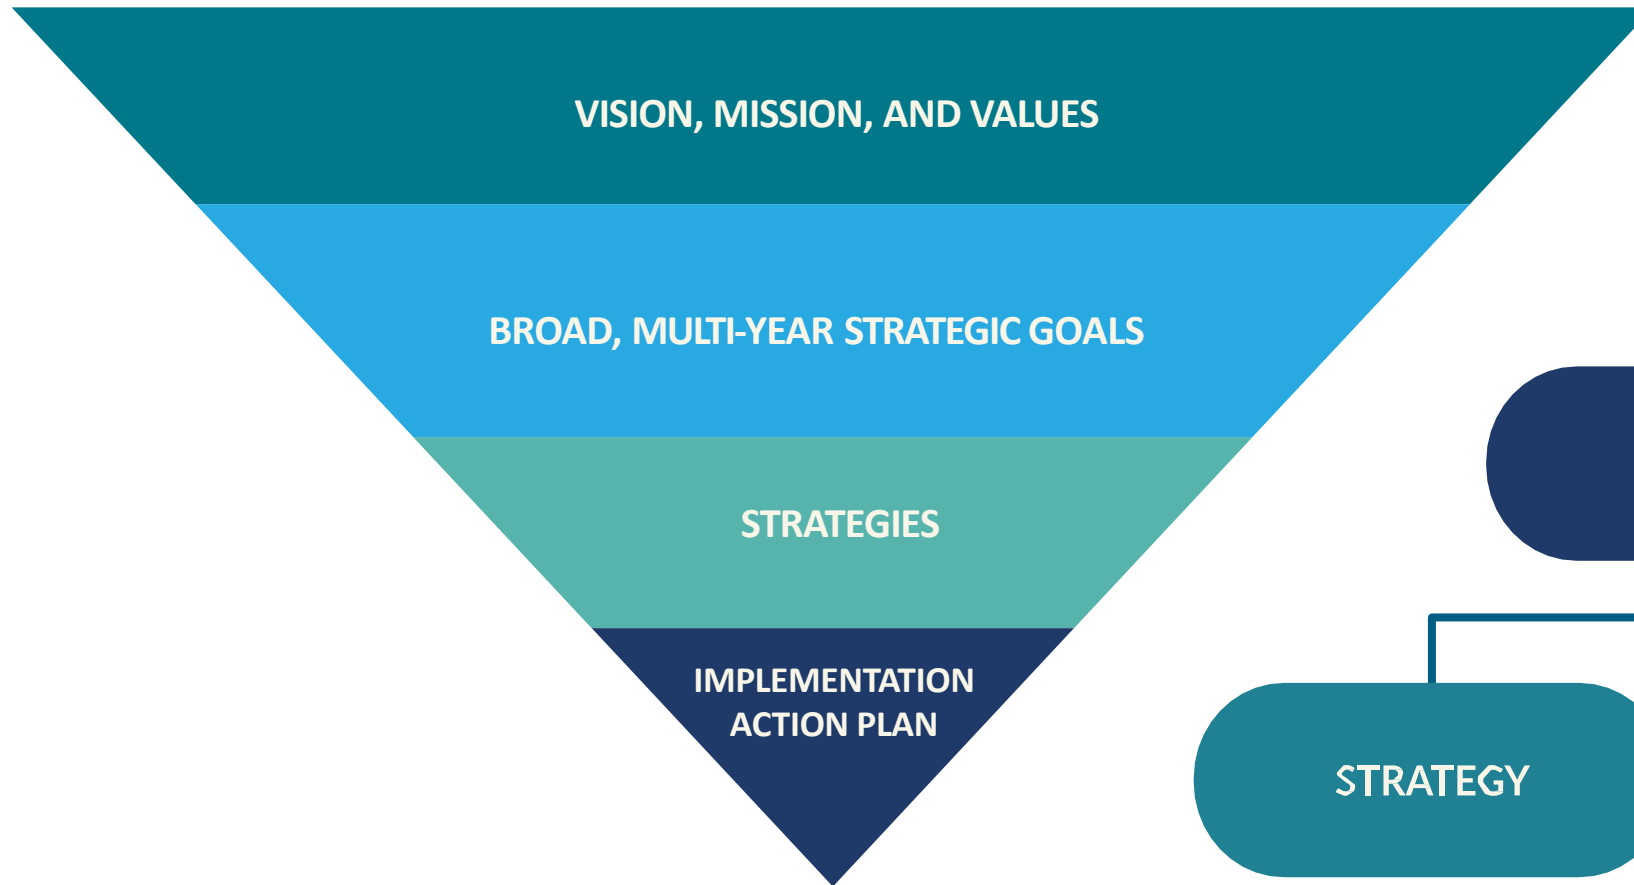 VISION, MISSION, AND VALUES
BROAD, MULTI-YEAR STRATEGIC GOALS
STRATEGIES
IMPLEMENTATION
ACTION PLAN
STRATEGY